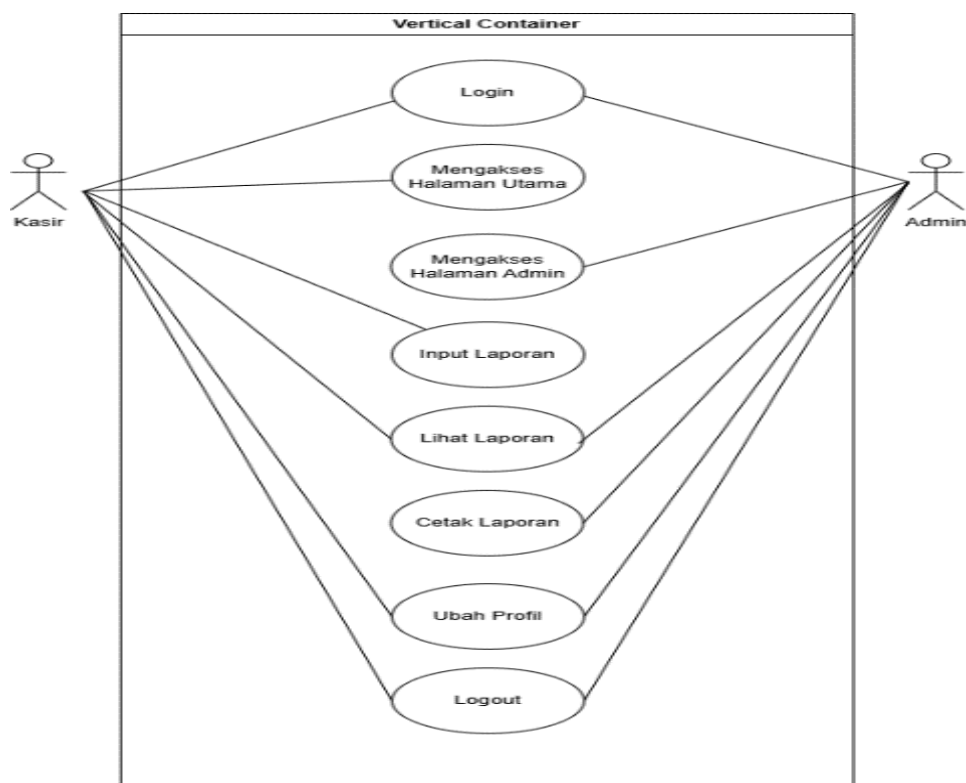 Vertical Container
Login
Mengakses
Halaman Utama
Kasir
Admin
Mengakses
Halaman Admin
Input Laporan
Lihat Laporan
Cetak Laporan
Ubah Profil
Logout